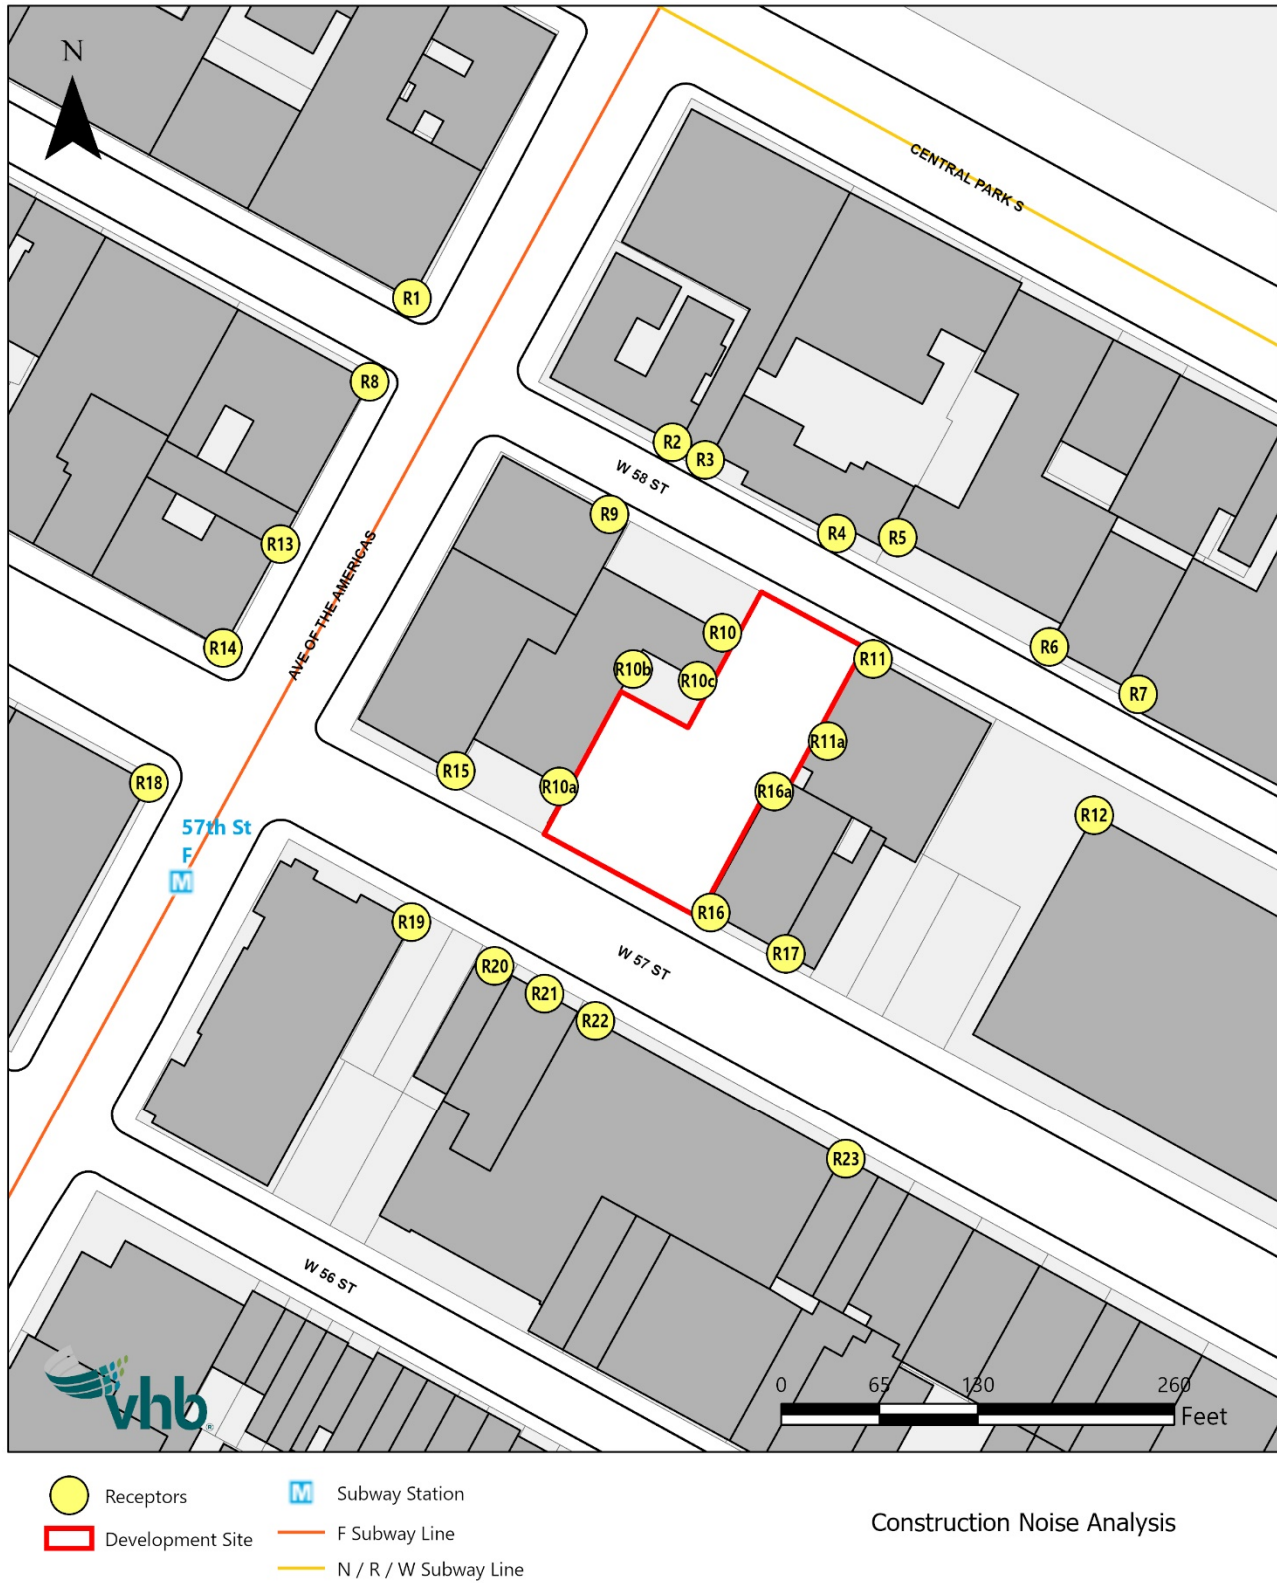 N
CENTRAL PARK S
R1
R8
R2
R3
W 58 ST
R9
R4
R5
R13
AVE OF THE AMERICAS
R10
R6
R14
R11
R10b
R10c
R7
R11a
R15
R18
R10a
R16a
R12
57th St
F
M
R19
R16
R17
W 57 ST
R20
R21
R22
R23
W 56 ST
vhb®
0 65 130 260
Feet
Receptors
M Subway Station
Construction Noise Analysis
Development Site
F Subway Line
N / R / W Subway Line